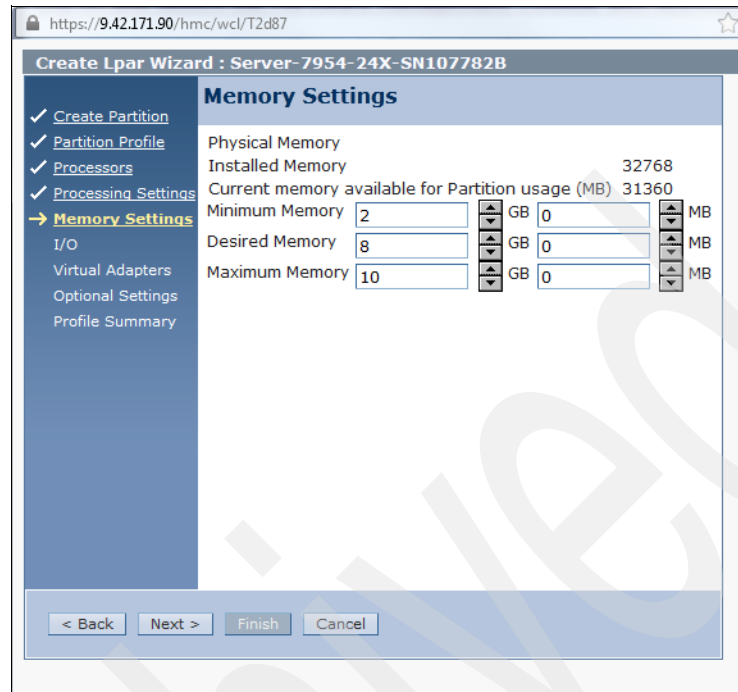 https://9.42.171.90/hmc/wcl/T2d87
Create Lpar Wizard : Server-7954-24X-SN107782B
Create Partition
Partition Profile
Processors
Processing Settings
Memory Settings
I/O
Virtual Adapters
Optional Settings
Profile Summary
Memory Settings
Physical Memory
Installed Memory 32768
Current memory available for Partition usage (MB) 31360
Minimum Memory 2 GB 0 MB
Desired Memory 8 GB 0 MB
Maximum Memory 10 GB 0 MB
< Back Next > Finish Cancel